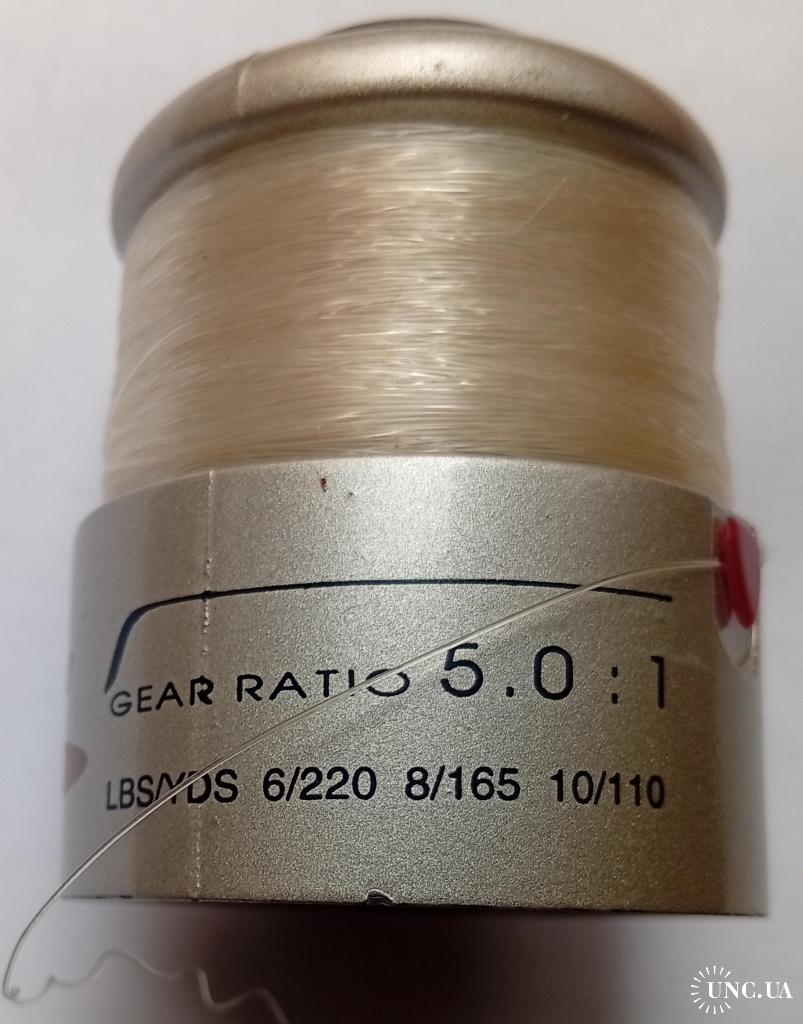 GEAR RATIO 5.0:1
LBS/YDS 6/220 8/165 10/110
UNC.UA